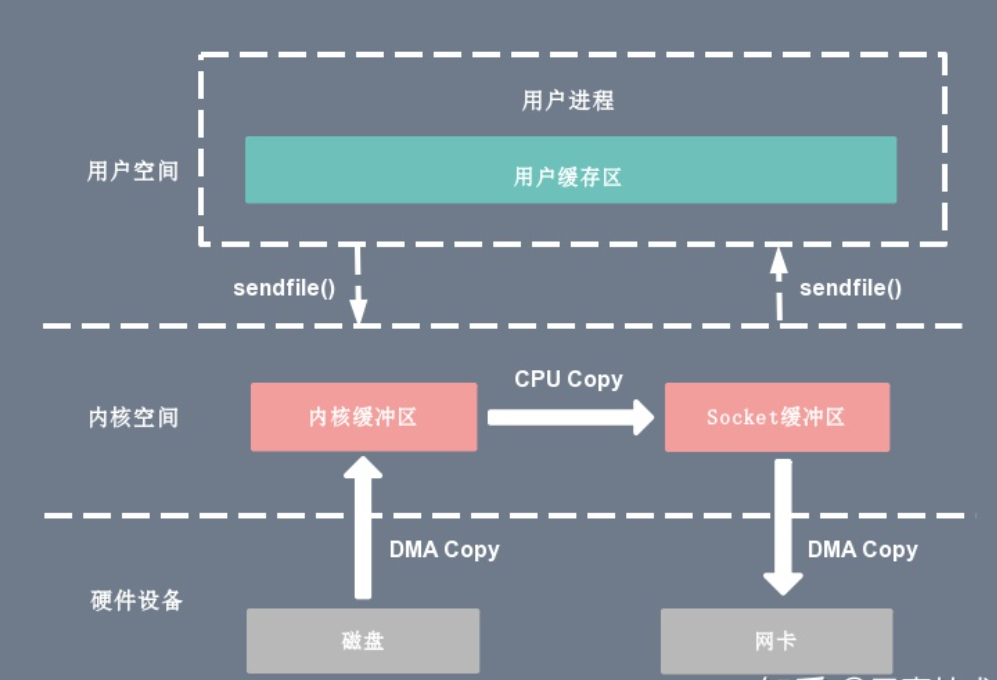 用户进程
用户空间
用户缓存区
sendfile()
sendfile()
CPU Copy
内核空间
内核缓冲区
Socket缓冲区
DMA Copy
DMA Copy
硬件设备
磁盘
网卡